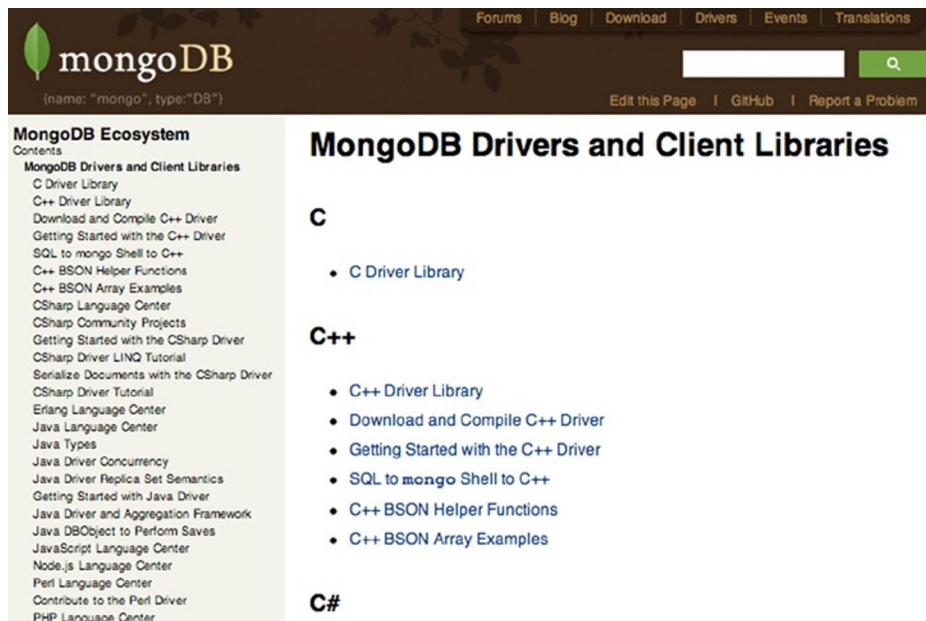 Forums | Blog | Download | Drivers | Events | Translations
mongoDB
{name: "mongo", type:"DB"}
Edit this Page | GitHub | Report a Problem
MongoDB Ecosystem
Contents
MongoDB Drivers and Client Libraries
C Driver Library
C++ Driver Library
Download and Compile C++ Driver
Getting Started with the C++ Driver
SQL to mongo Shell to C++
C++ BSON Helper Functions
C++ BSON Array Examples
CSharp Language Center
CSharp Community Projects
Getting Started with the CSharp Driver
CSharp Driver LINQ Tutorial
Serialize Documents with the CSharp Driver
CSharp Driver Tutorial
Erlang Language Center
Java Language Center
Java Types
Java Driver Concurrency
Java Driver Replica Set Semantics
Getting Started with Java Driver
Java Driver and Aggregation Framework
Java DBObject to Perform Saves
JavaScript Language Center
Node.js Language Center
Perl Language Center
Contribute to the Perl Driver
PHP Language Center
MongoDB Drivers and Client Libraries
C
• C Driver Library
C++
• C++ Driver Library
• Download and Compile C++ Driver
• Getting Started with the C++ Driver
• SQL to mongo Shell to C++
• C++ BSON Helper Functions
• C++ BSON Array Examples
C#